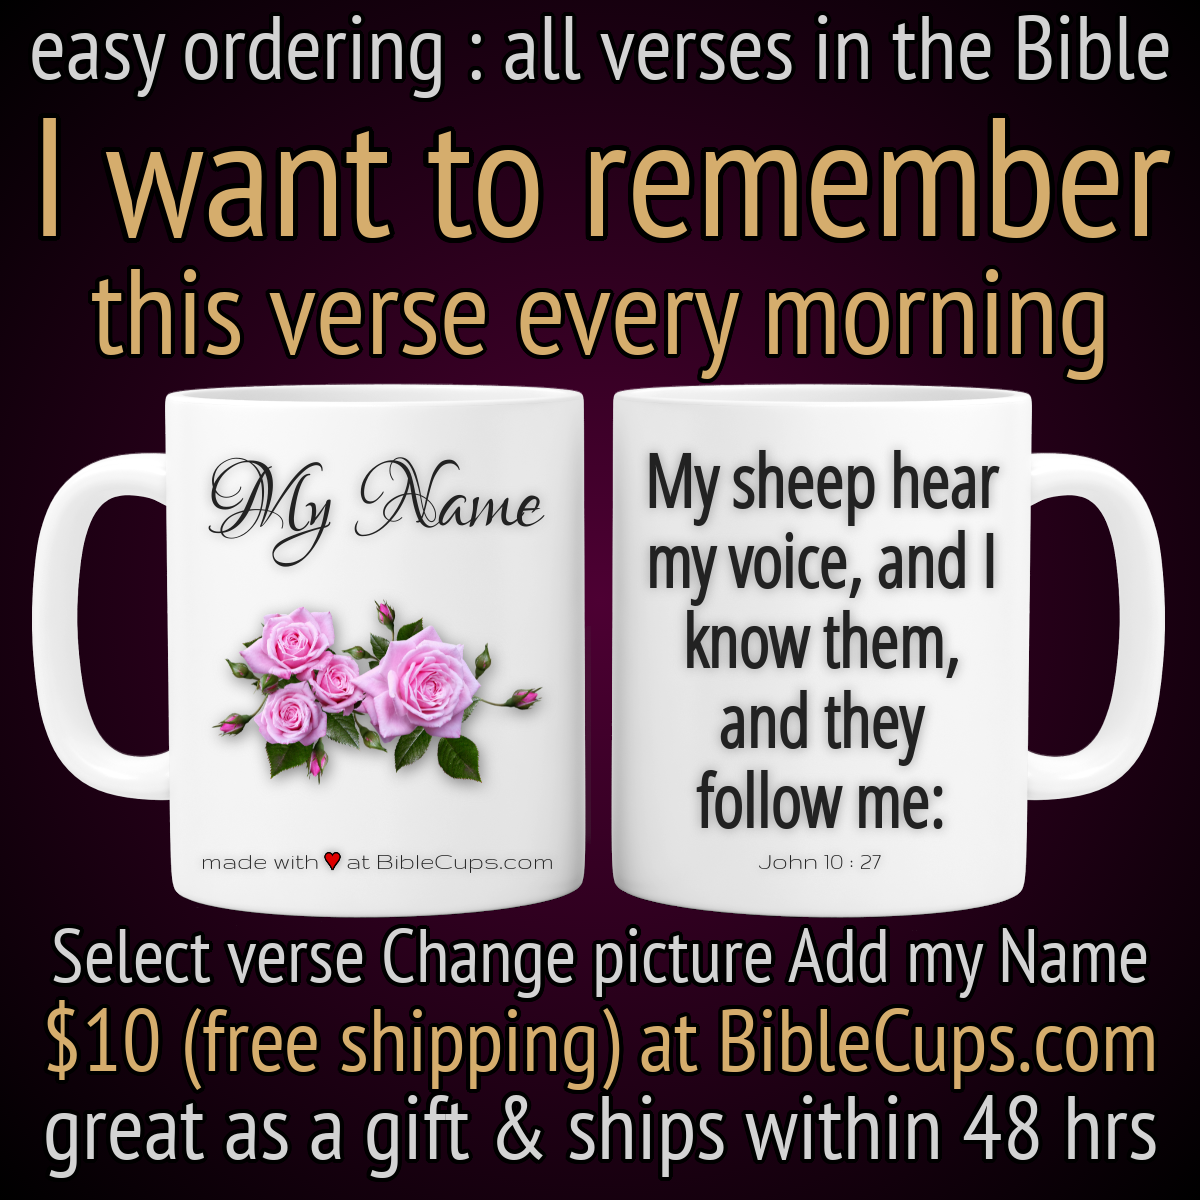 easy ordering : all verses in the Bible
I want to remember
this verse every morning
My Name
made with ♥ at BibleCups.com
My sheep hear
my voice, and I
know them,
and they
follow me:
John 10 : 27
Select verse Change picture Add my Name
$10 (free shipping) at BibleCups.com
great as a gift & ships within 48 hrs